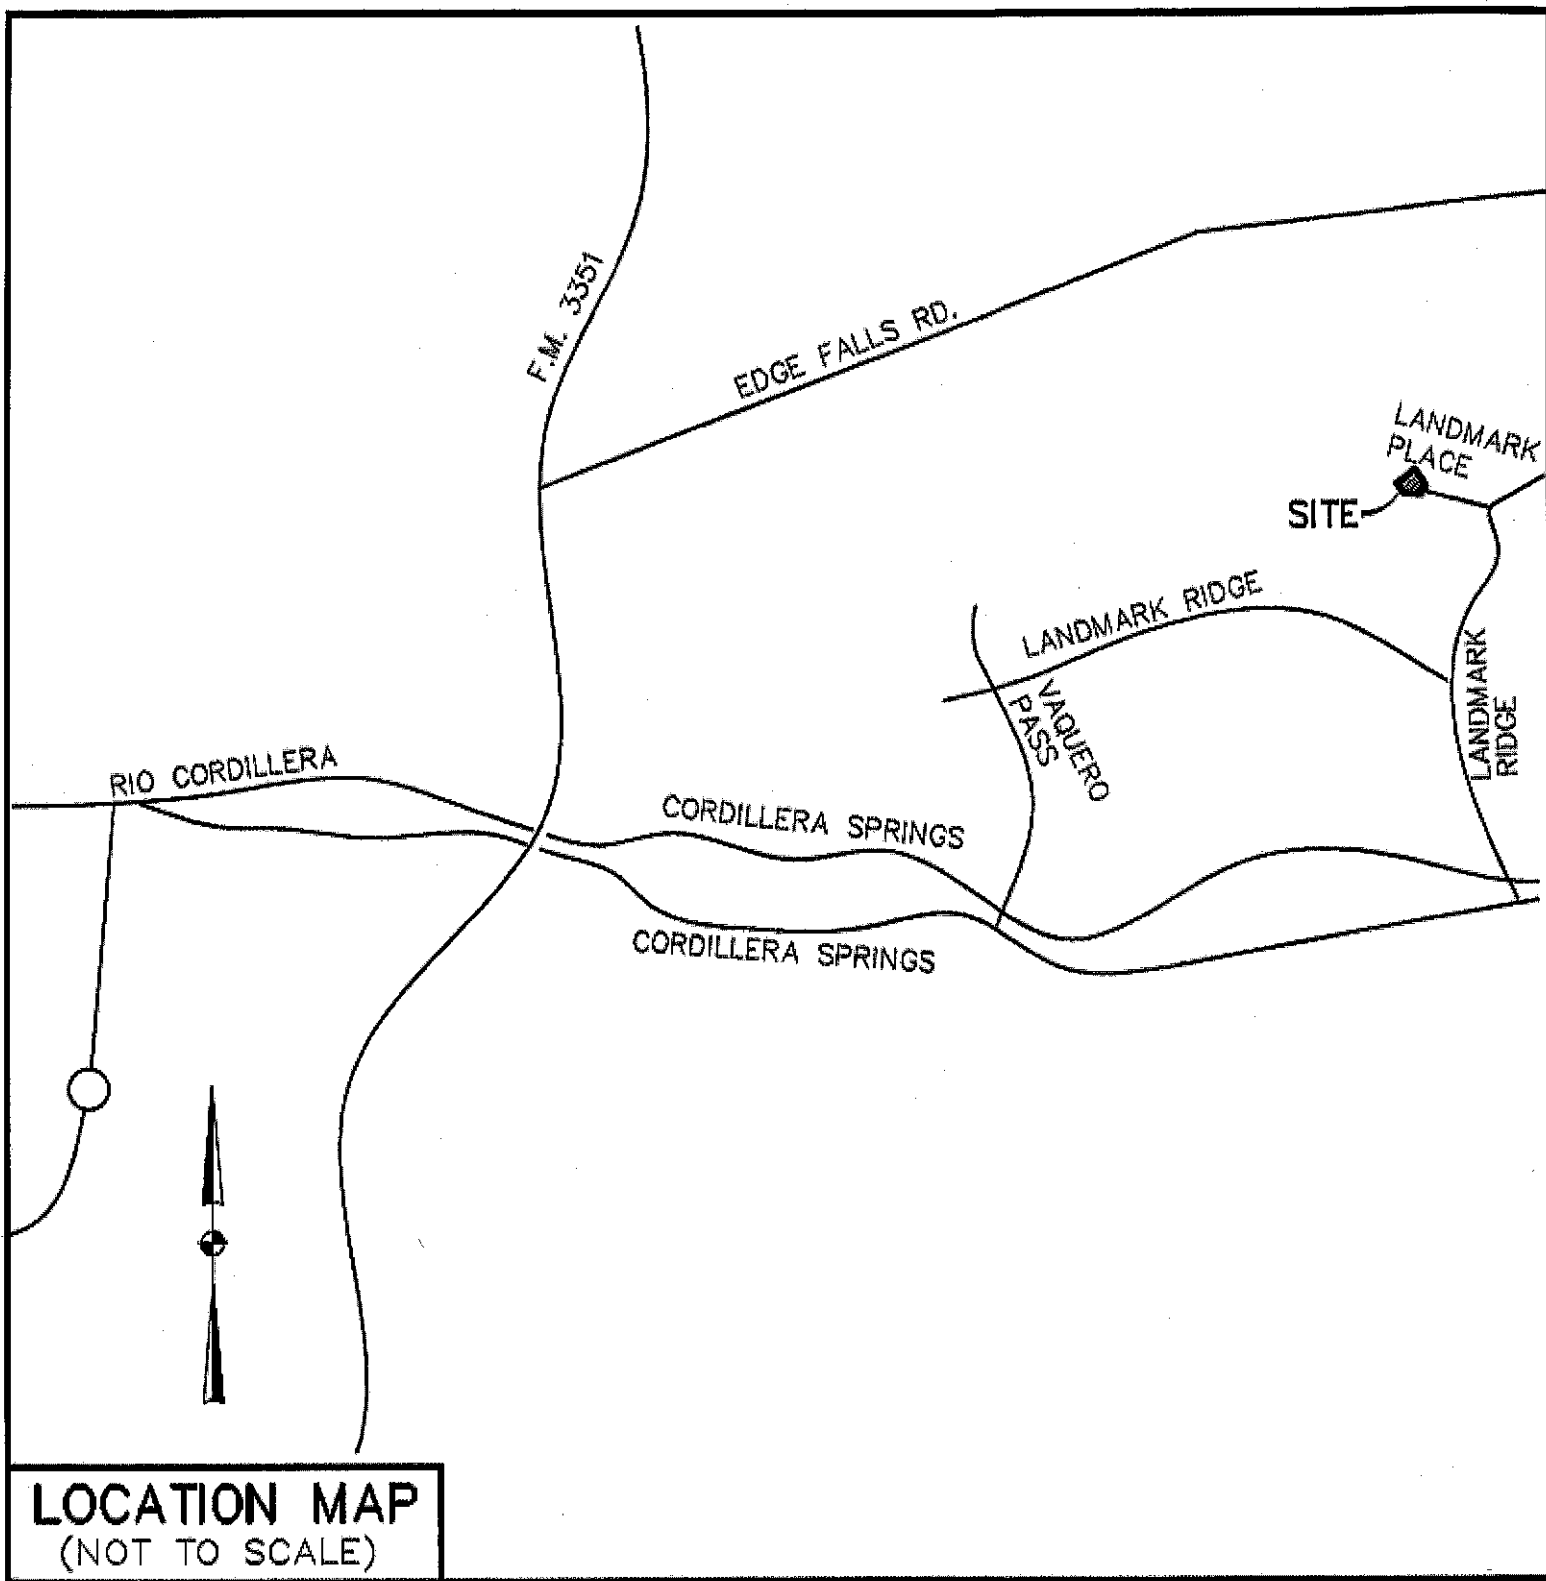 F.M. 3351
EDGE FALLS RD.
LANDMARK
PLACE
SITE
LANDMARK RIDGE
VAQUERO
PASS
LANDMARK
RIDGE
RIO CORDILLERA
CORDILLERA SPRINGS
CORDILLERA SPRINGS
LOCATION MAP
(NOT TO SCALE)